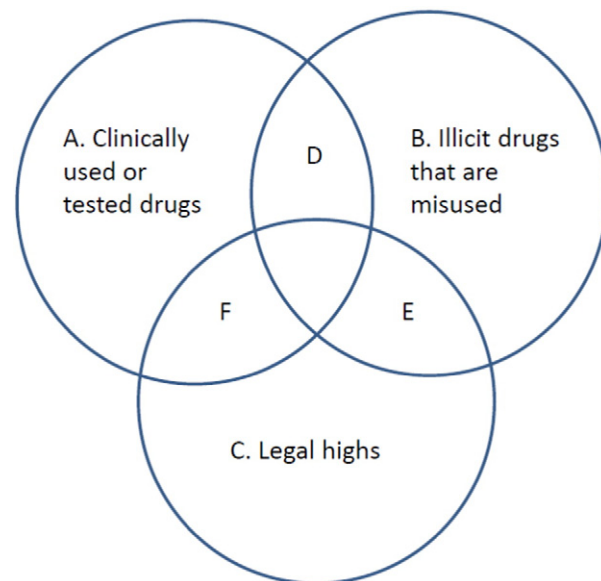 A. Clinically
used or
tested drugs
D
B. Illicit drugs
that are
misused
F
E
C. Legal highs